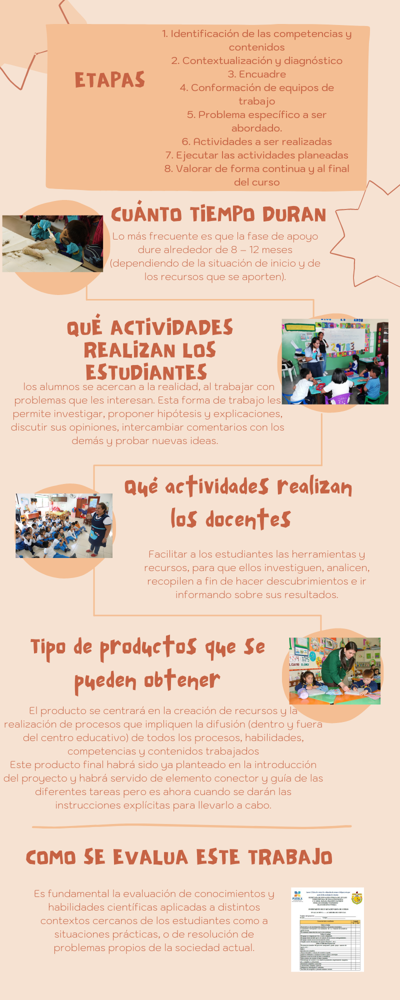 ETAPAS
1. Identificación de las competencias y
contenidos
2. Contextualización y diagnóstico
3. Encuadre
4. Conformación de equipos de
trabajo
5. Problema específico a ser
abordado.
6. Actividades a ser realizadas
7. Ejecutar las actividades planeadas
8. Valorar de forma continua y al final
del curso
CUÁNTO TIEMPO DURAN
Lo más frecuente es que la fase de apoyo
dure alrededor de 8 – 12 meses
(dependiendo de la situación de inicio y de
los recursos que se aporten).
QUÉ ACTIVIDADES
REALIZAN LOS
ESTUDIANTES
los alumnos se acercan a la realidad, al trabajar con
problemas que les interesan. Esta forma de trabajo les
permite investigar, proponer hipótesis y explicaciones,
discutir sus opiniones, intercambiar comentarios con los
demás y probar nuevas ideas.
29783
Qué actividades realizan
los docentes
Facilitar a los estudiantes las herramientas y
recursos, para que ellos investiguen, analicen,
recopilen a fin de hacer descubrimientos e ir
informando sobre sus resultados.
Tipo de productos que se
pueden obtener
El producto se centrará en la creación de recursos y la
realización de procesos que impliquen la difusión (dentro y fuera
del centro educativo) de todos los procesos, habilidades,
competencias y contenidos trabajados
Este producto final habrá sido ya planteado en la introducción
del proyecto y habrá servido de elemento conector y guía de las
diferentes tareas pero es ahora cuando se darán las
instrucciones explícitas para llevarlo a cabo.
COMO SE EVALUA ESTE TRABAJO
Es fundamental la evaluación de conocimientos y
habilidades científicas aplicadas a distintos
contextos cercanos de los estudiantes como a
situaciones prácticas, o de resolución de
problemas propios de la sociedad actual.
PUEBLA